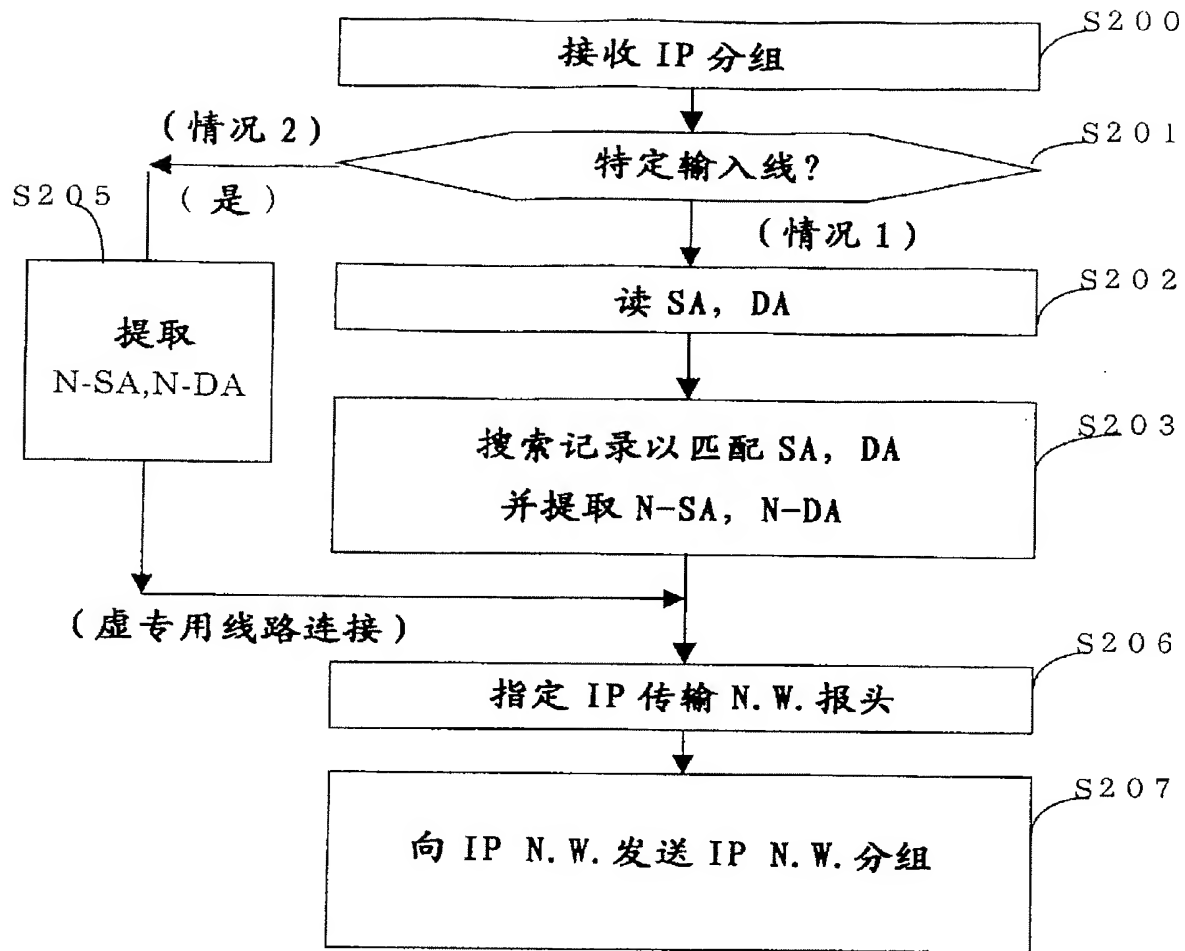 S200
接收 IP 分组
(情况 2)
S201
特定输入线?
S205
(是)
(情况 1)
S202
读 SA, DA
提取
N-SA,N-DA
S203
搜索记录以匹配 SA, DA
并提取 N-SA, N-DA
(虚专用线路连接)
S206
指定 IP 传输 N.W.报头
S207
向 IP N.W.发送 IP N.W.分组